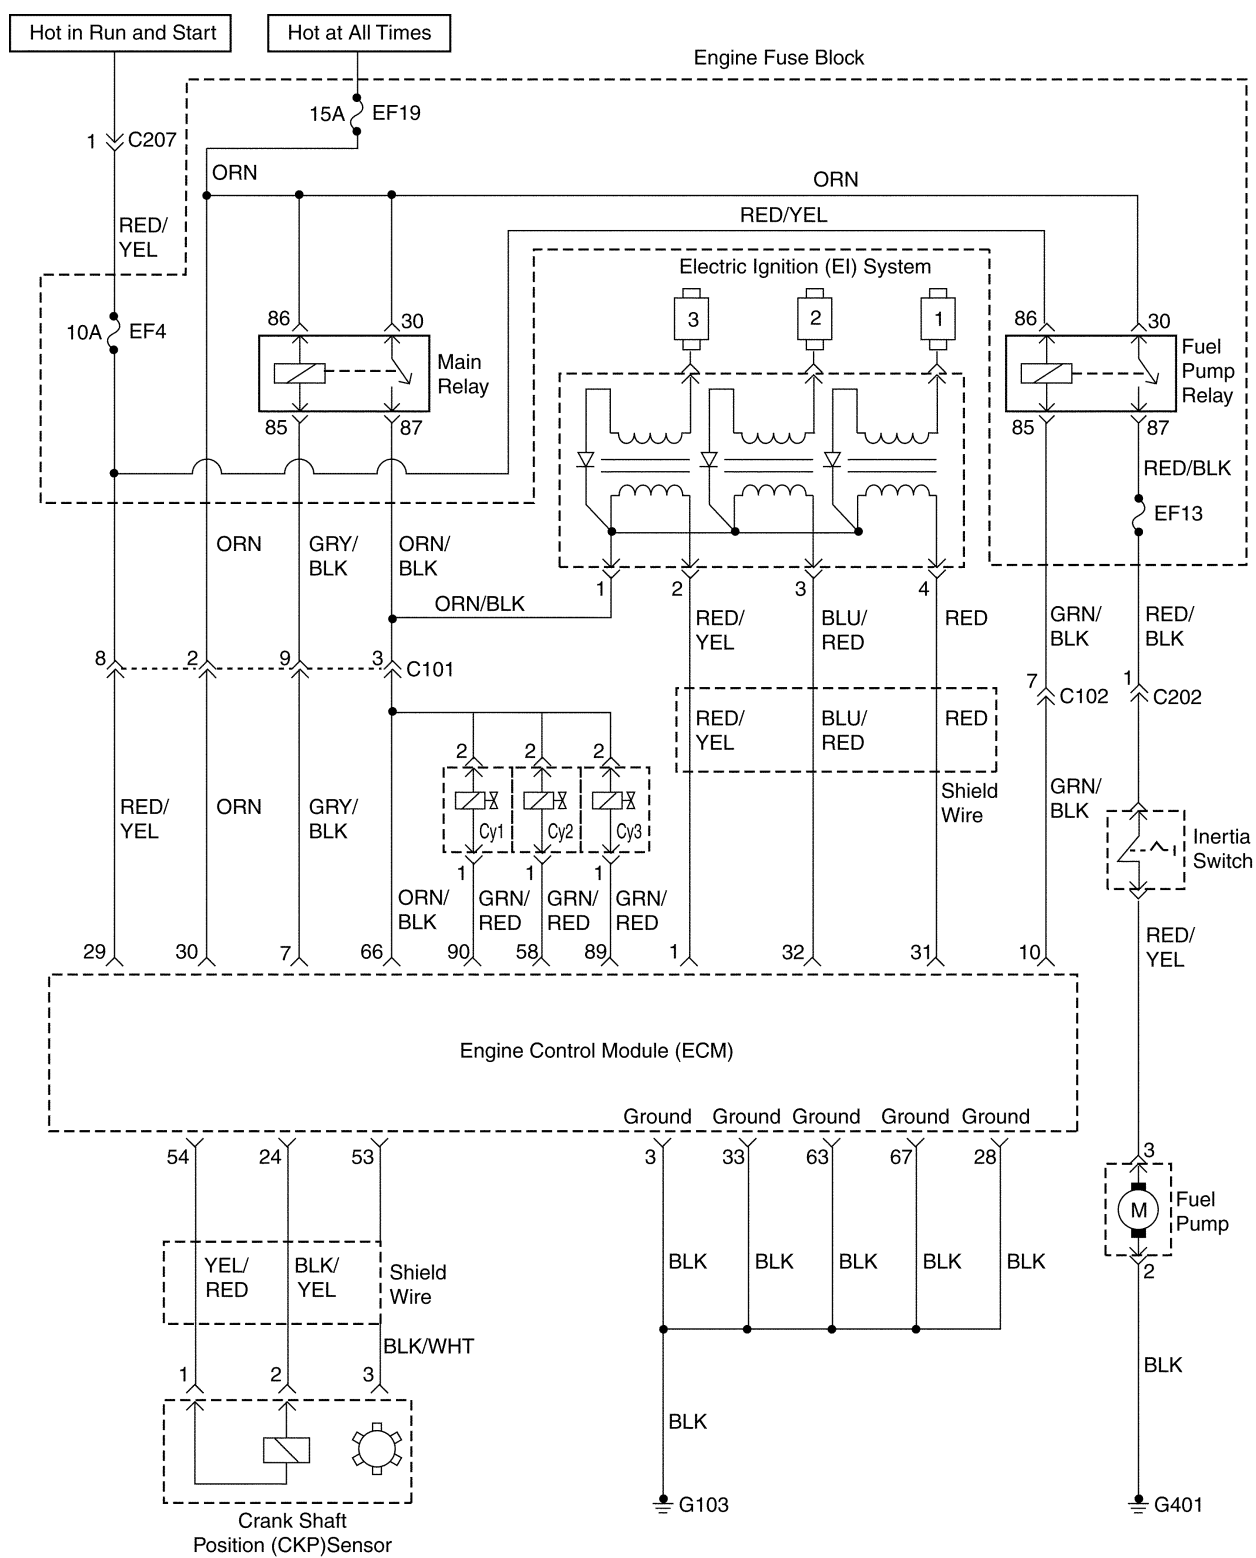 Hot in Run and Start
Hot at All Times
Engine Fuse Block
15A
EF19
1
C207
ORN
ORN
RED/YEL
RED/
YEL
Electric Ignition (EI) System
3
2
1
10A
EF4
86
30
Main
Relay
85
87
86
30
Fuel
Pump
Relay
85
87
RED/BLK
EF13
ORN
GRY/
BLK
ORN/
BLK
ORN/BLK
1
2
3
4
RED/
YEL
BLU/
RED
RED
GRN/
BLK
RED/
BLK
8
2
9
3
C101
7
C102
1
C202
RED/
YEL
BLU/
RED
RED
Shield
Wire
2
2
2
Cy1
Cy2
Cy3
1
1
1
RED/
YEL
ORN
GRY/
BLK
GRN/
BLK
Inertia
Switch
ORN/
BLK
GRN/
RED
GRN/
RED
GRN/
RED
RED/
YEL
29
30
7
66
90
58
89
1
32
31
10
Engine Control Module (ECM)
Ground
Ground
Ground
Ground
Ground
54
24
53
3
33
63
67
28
3
M
Fuel
Pump
2
YEL/
RED
BLK/
YEL
Shield
Wire
BLK
BLK
BLK
BLK
BLK
BLK/WHT
1
2
3
BLK
BLK
G103
G401
Crank Shaft
Position (CKP)Sensor